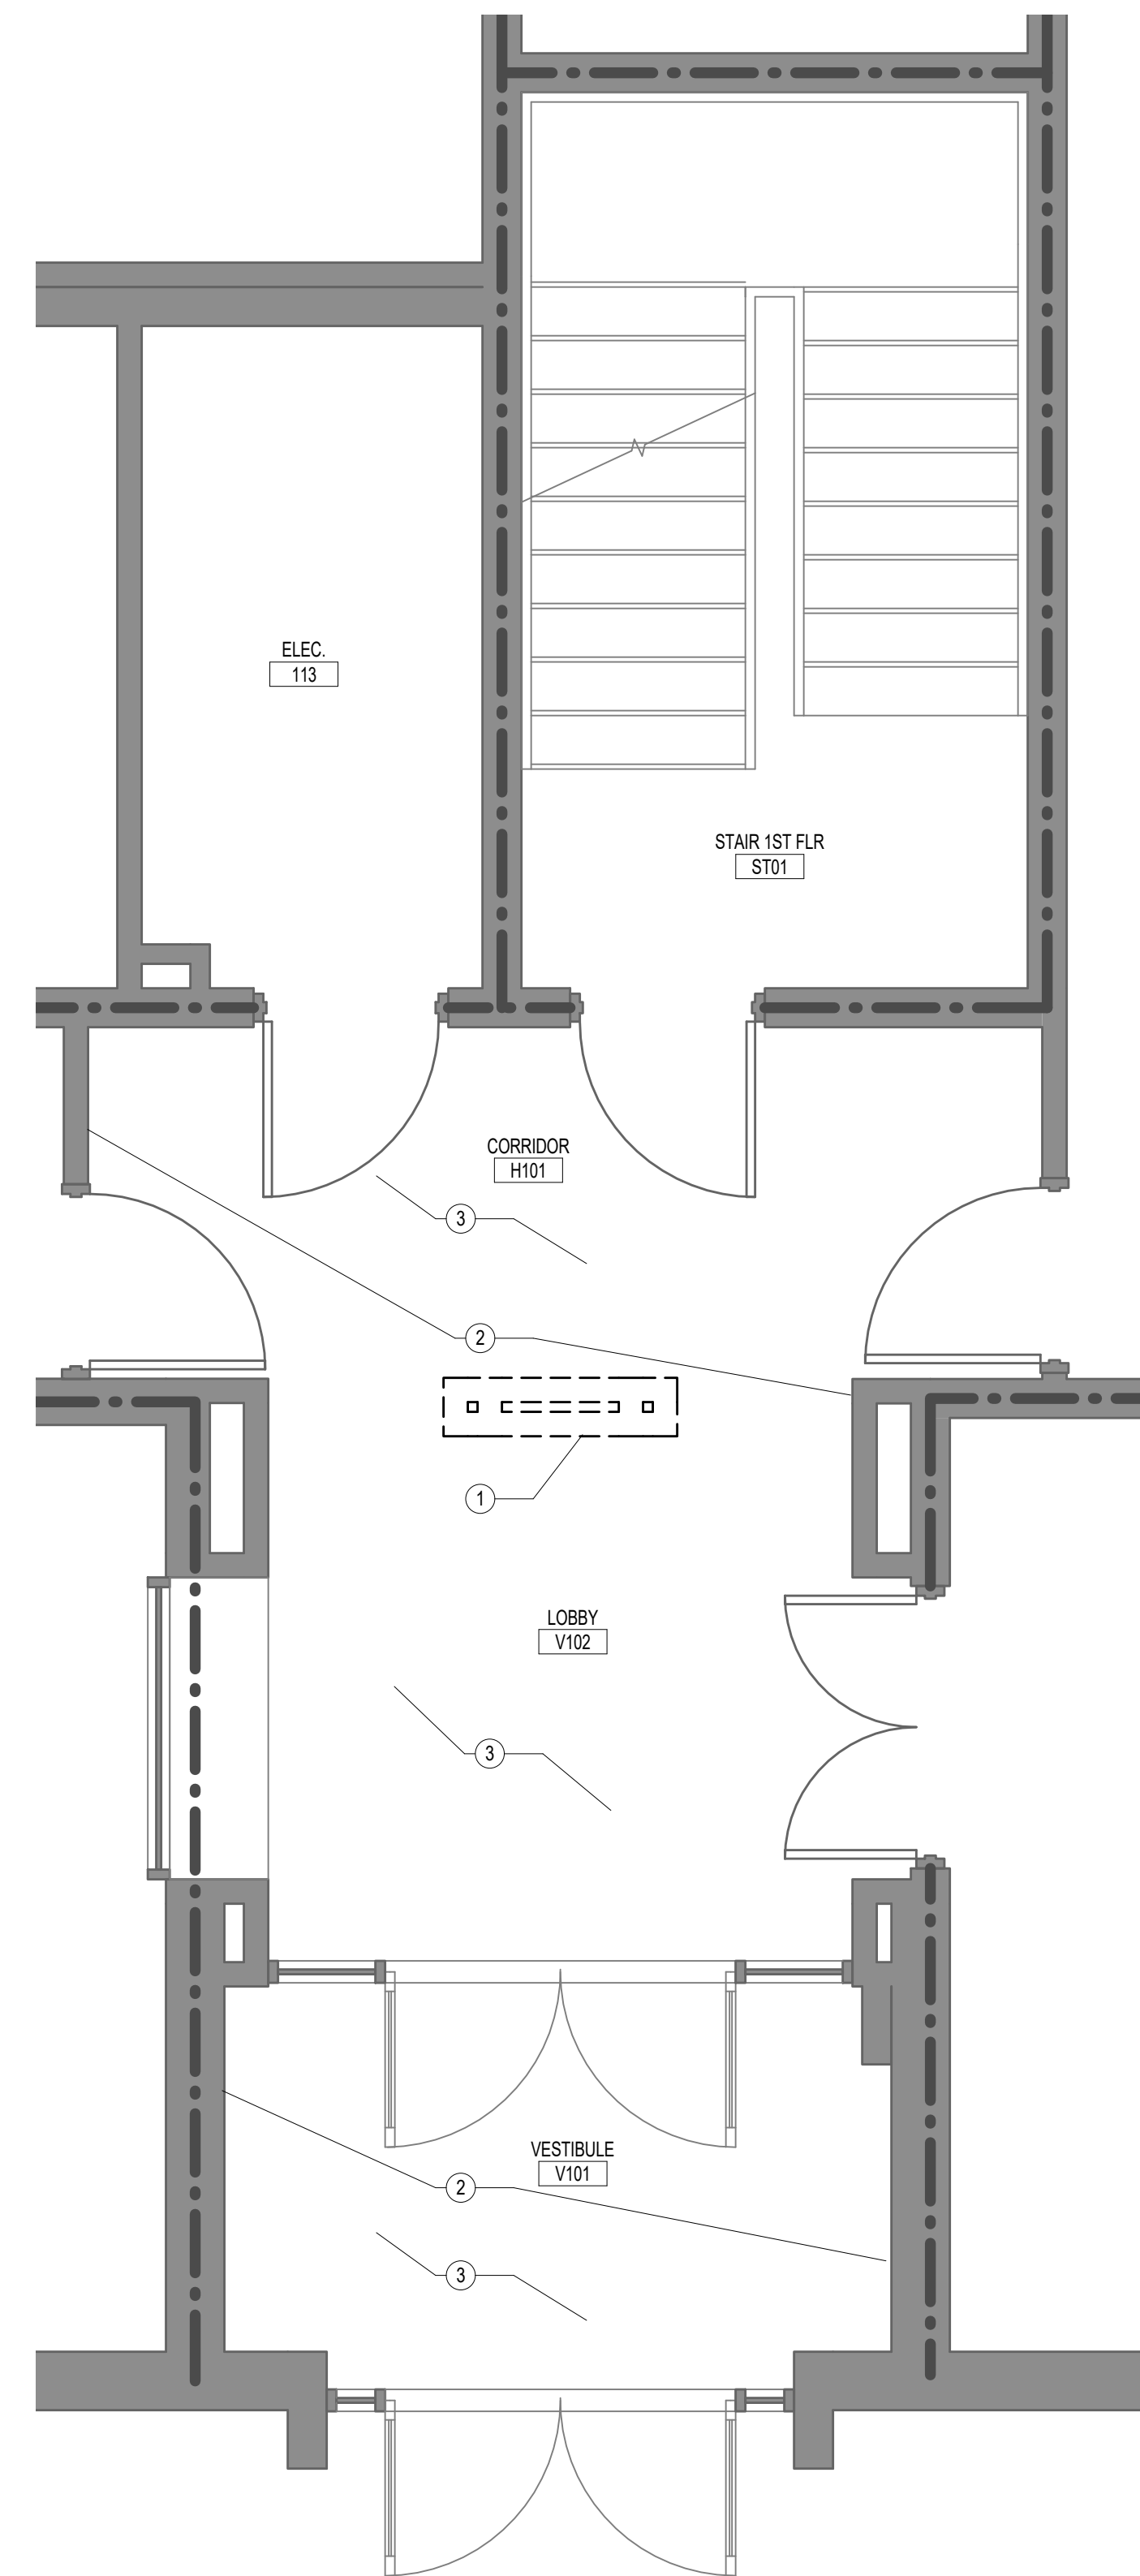 ELEC.
113
STAIR 1ST FLR
ST01
CORRIDOR
H101
3
2
1
LOBBY
V102
3
VESTIBULE
V101
2
3